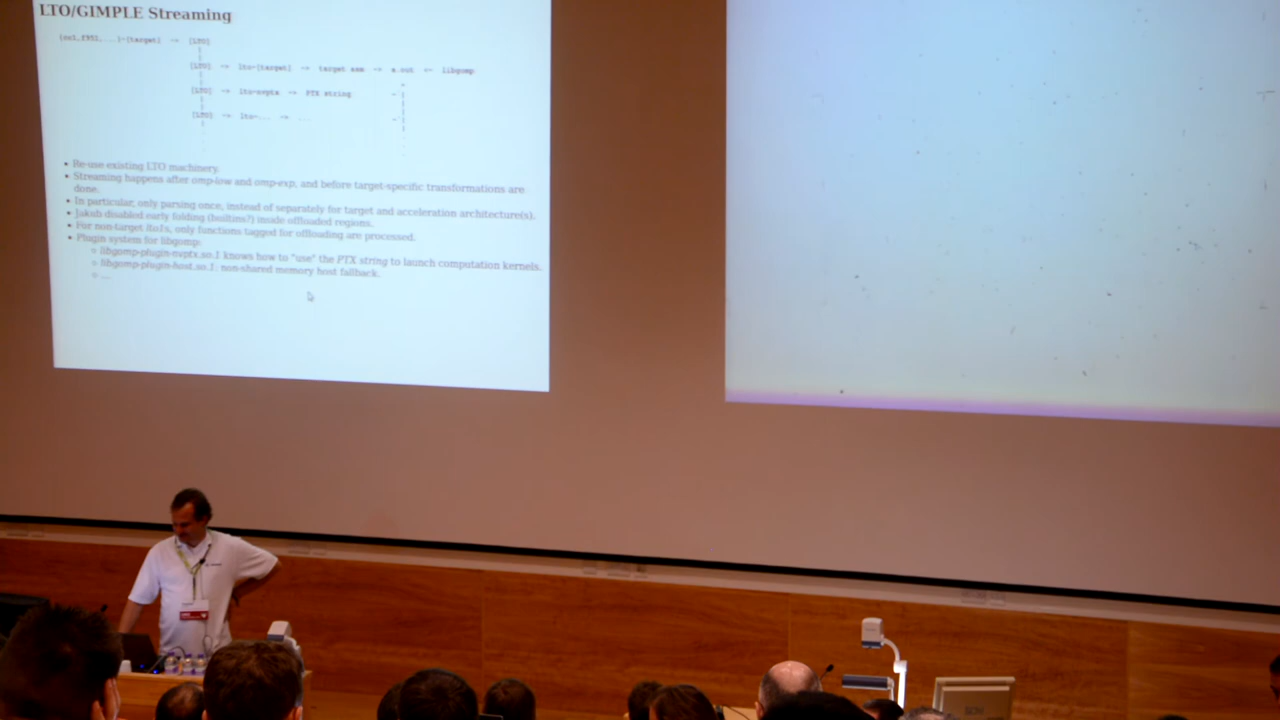 LTO/GIMPLE Streaming
{cc1,f951,...}-[target] -> [LTO]
[LTO] -> lto-[target] -> target asm -> a.out <- libgomp
[LTO] -> lto-nvptx -> PTX string
[LTO] -> lto-... -> ...
• Re-use existing LTO machinery.
• Streaming happens after omp-low and omp-exp, and before target-specific transformations are
done.
• In particular, only parsing once, instead of separately for target and acceleration architecture(s).
• Jakub disabled early folding (builtins?) inside offloaded regions.
• For non-target lto1s, only functions tagged for offloading are processed.
• Plugin system for libgomp:
○ libgomp-plugin-nvptx.so.1 knows how to "use" the PTX string to launch computation kernels.
○ libgomp-plugin-host.so.1: non-shared memory host fallback.
○ ...